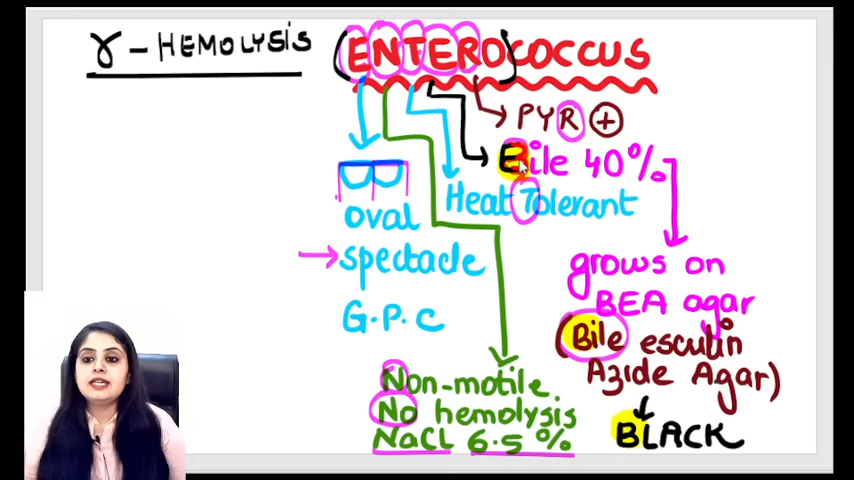 γ - HEMOLYSIS
(ENTERO)COCCUS
PYR +
Bile 40%
Heat Tolerant
oval
spectacle
G.P.C
grows on
BEA agar
(Bile esculin
Azide Agar)
BLACK
Non-motile
No hemolysis
NaCl 6.5 %